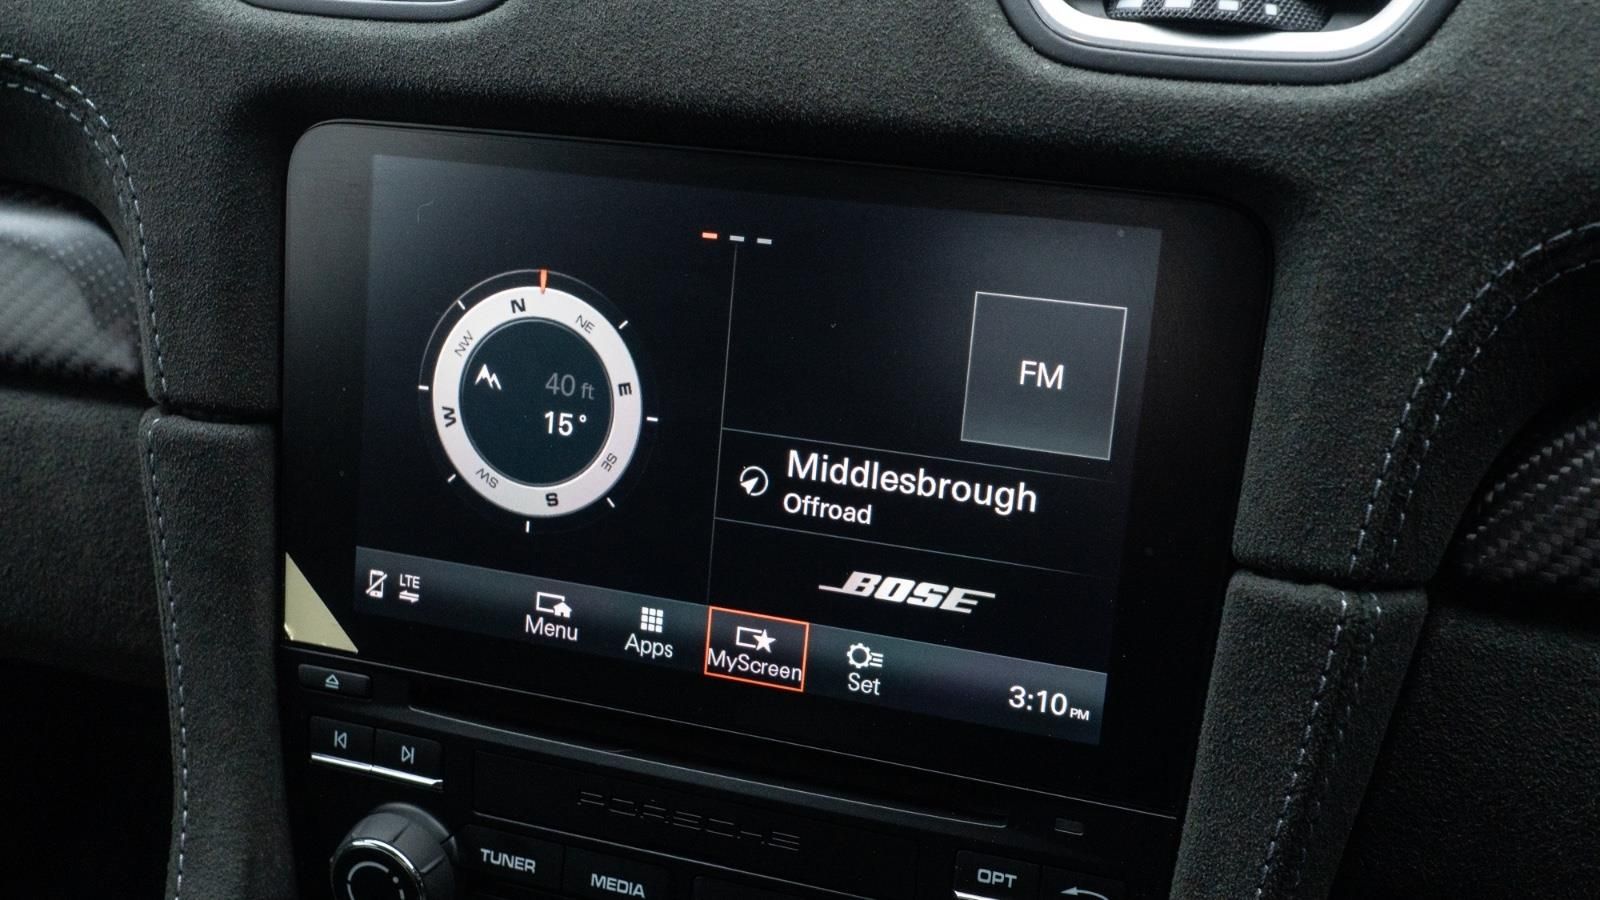 N
NE
E
SE
S
SW
W
NW
40 ft
15°
FM
Middlesbrough
Offroad
BOSE
LTE
Menu
Apps
MyScreen
Set
3:10 PM
PORSCHE
TUNER
MEDIA
OPT